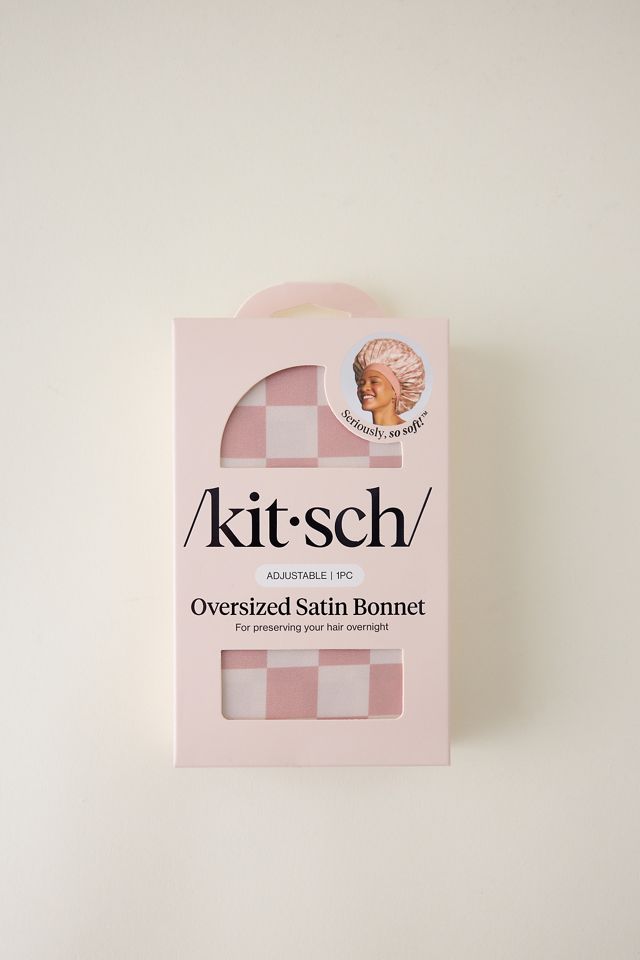 Seriously, so soft!™
/kit·sch/
ADJUSTABLE | 1PC
Oversized Satin Bonnet
For preserving your hair overnight